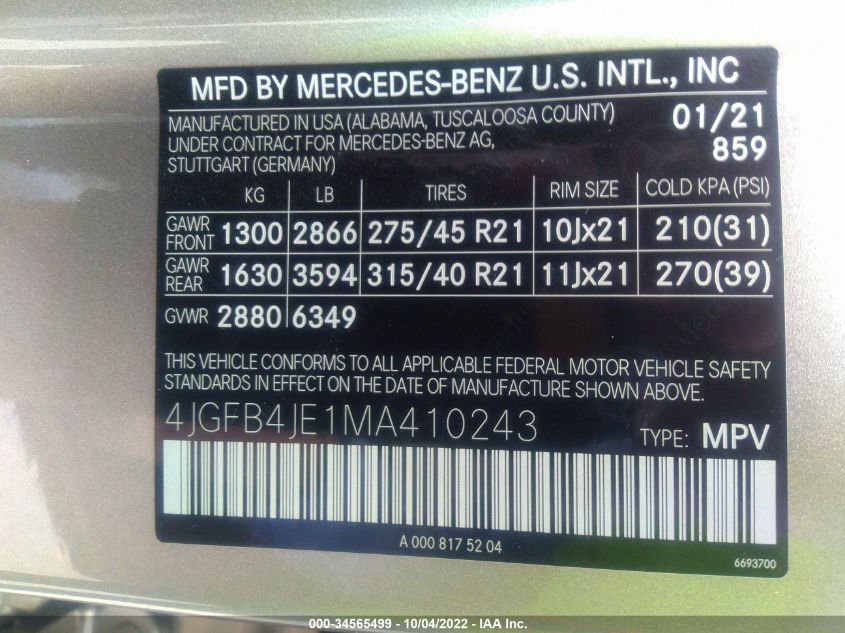 MFD BY MERCEDES-BENZ U.S. INTL., INC
MANUFACTURED IN USA (ALABAMA, TUSCALOOSA COUNTY) 01/21
UNDER CONTRACT FOR MERCEDES-BENZ AG, 859
STUTTGART (GERMANY)
KG LB TIRES RIM SIZE COLD KPA (PSI)
GAWR FRONT 1300 2866 275/45 R21 10Jx21 210(31)
GAWR REAR 1630 3594 315/40 R21 11Jx21 270(39)
GVWR 2880 6349
THIS VEHICLE CONFORMS TO ALL APPLICABLE FEDERAL MOTOR VEHICLE SAFETY
STANDARDS IN EFFECT ON THE DATE OF MANUFACTURE SHOWN ABOVE.
4JGFB4JE1MA410243 TYPE: MPV
A 000 817 52 04
6693700
000-34565499 - 10/04/2022 - IAA Inc.